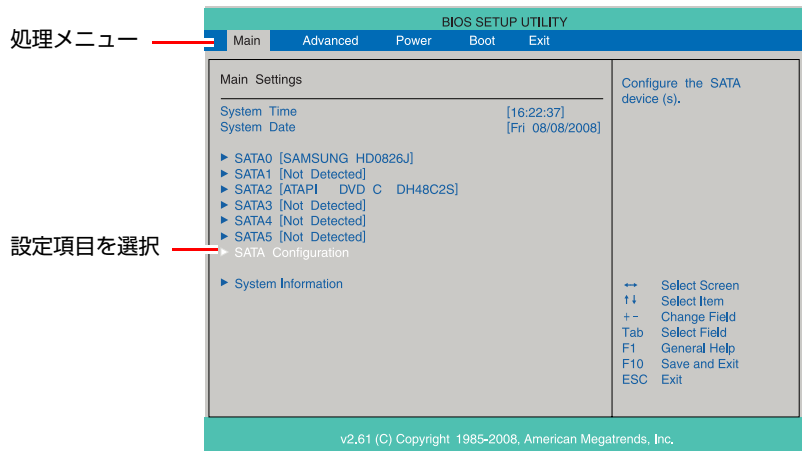 BIOS SETUP UTILITY
処理メニュー
Main Advanced Power Boot Exit
Main Settings
System Time [16:22:37]
System Date [Fri 08/08/2008]
SATA0 [SAMSUNG HD0826J]
SATA1 [Not Detected]
SATA2 [ATAPI DVD C DH48C2S]
SATA3 [Not Detected]
SATA4 [Not Detected]
SATA5 [Not Detected]
設定項目を選択
SATA Configuration
System Information
Configure the SATA
device (s).
↔ Select Screen
↑↓ Select Item
+- Change Field
Tab Select Field
F1 General Help
F10 Save and Exit
ESC Exit
v2.61 (C) Copyright 1985-2008, American Megatrends, Inc.